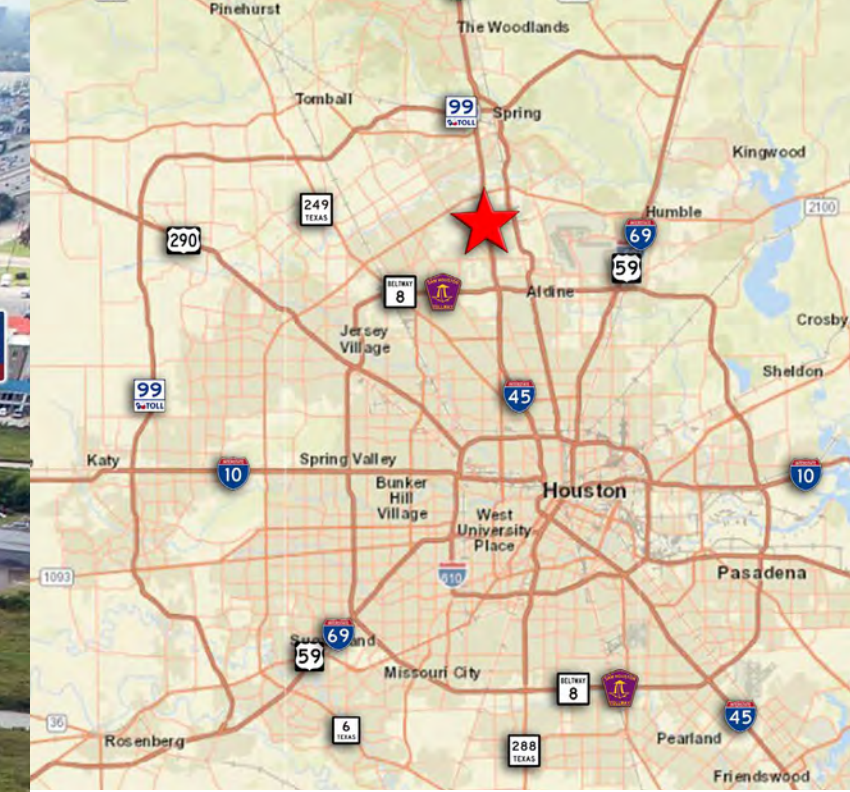 Pinehurst
The Woodlands
Tomball
99
TOLL
Spring
Kingwood
249
TEXAS
2100
Humble
290
69
59
BELTWAY
8
Aldine
Jersey
Village
Crosby
Sheldon
99
TOLL
45
Katy
10
Spring Valley
Bunker
Hill
Village
Houston
10
West
University
Place
1093
610
Pasadena
69
59
Missouri City
BELTWAY
8
36
Rosenberg
6
TEXAS
288
TEXAS
45
Pearland
Friendswood